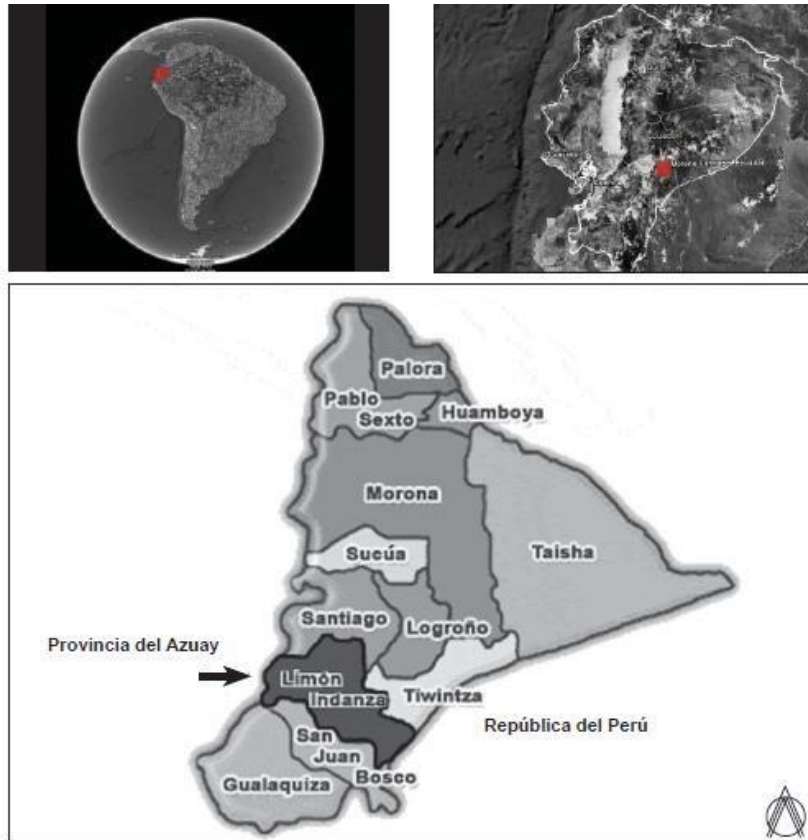 Palora
Pablo
Sexto
Huamboya
Morona
Taisha
Sucúa
Santiago
Logroño
Provincia del Azuay
Limón
Indanza
Tiwintza
República del Perú
San
Juan
Bosco
Gualaquiza